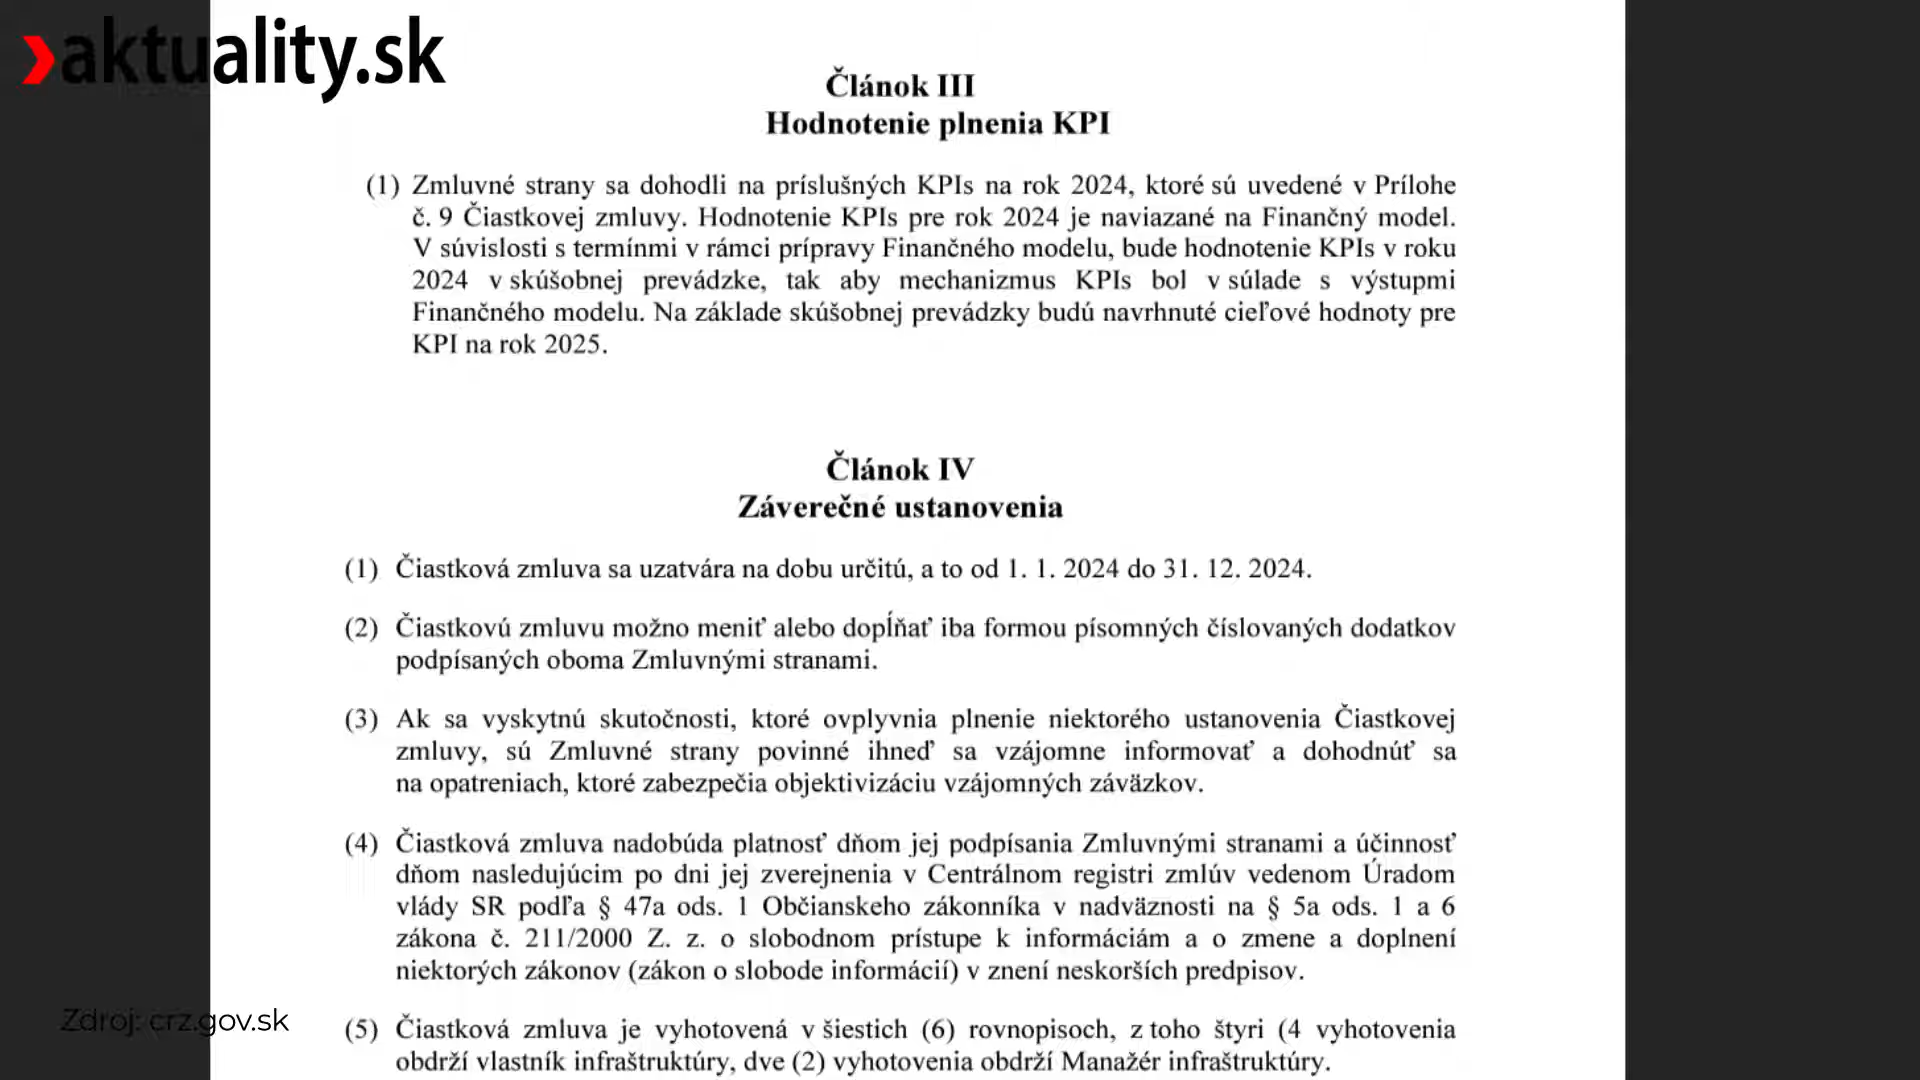 aktuality.sk
Článok III
Hodnotenie plnenia KPI
(1) Zmluvné strany sa dohodli na príslušných KPIs na rok 2024, ktoré sú uvedené v Prílohe
č. 9 Čiastkovej zmluvy. Hodnotenie KPIs pre rok 2024 je naviazané na Finančný model.
V súvislosti s termínmi v rámci prípravy Finančného modelu, bude hodnotenie KPIs v roku
2024 v skúšobnej prevádzke, tak aby mechanizmus KPIs bol v súlade s výstupmi
Finančného modelu. Na základe skúšobnej prevádzky budú navrhnuté cieľové hodnoty pre
KPI na rok 2025.
Článok IV
Záverečné ustanovenia
(1) Čiastková zmluva sa uzatvára na dobu určitú, a to od 1. 1. 2024 do 31. 12. 2024.
(2) Čiastkovú zmluvu možno meniť alebo dopĺňať iba formou písomných číslovaných dodatkov
podpísaných oboma Zmluvnými stranami.
(3) Ak sa vyskytnú skutočnosti, ktoré ovplyvnia plnenie niektorého ustanovenia Čiastkovej
zmluvy, sú Zmluvné strany povinné ihneď sa vzájomne informovať a dohodnúť sa
na opatreniach, ktoré zabezpečia objektivizáciu vzájomných záväzkov.
(4) Čiastková zmluva nadobúda platnosť dňom jej podpísania Zmluvnými stranami a účinnosť
dňom nasledujúcim po dni jej zverejnenia v Centrálnom registri zmlúv vedenom Úradom
vlády SR podľa § 47a ods. 1 Občianskeho zákonníka v nadväznosti na § 5a ods. 1 a 6
zákona č. 211/2000 Z. z. o slobodnom prístupe k informáciám a o zmene a doplnení
niektorých zákonov (zákon o slobode informácií) v znení neskorších predpisov.
(5) Čiastková zmluva je vyhotovená v šiestich (6) rovnopisoch, z toho štyri (4 vyhotovenia
obdrží vlastník infraštruktúry, dve (2) vyhotovenia obdrží Manažér infraštruktúry.
Zdroj: crz.gov.sk